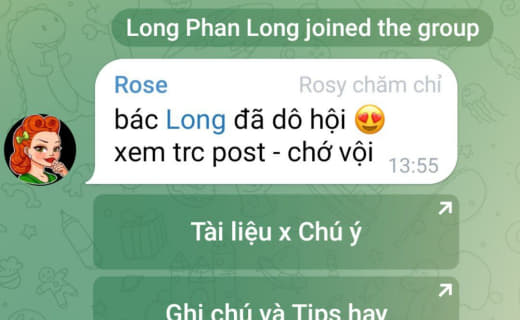 Long Phan Long joined the group
Rose Rosy chăm chỉ
bác Long đã dô hội 😍
xem trc post - chớ vội
13:55
Tài liệu x Chú ý
Ghi chú và Tips hay